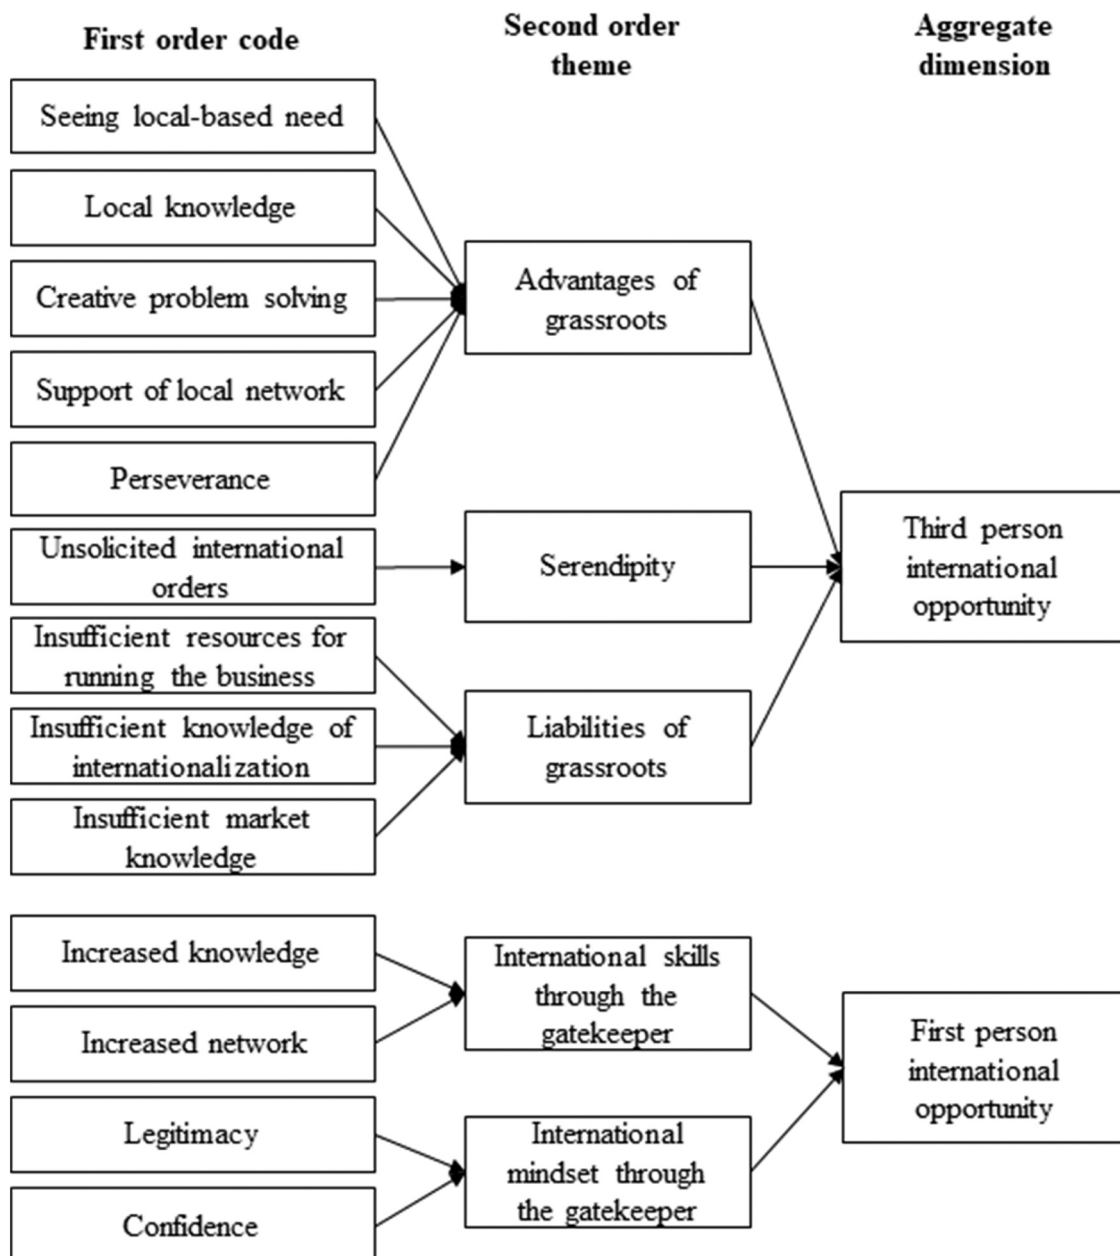 First order code
Second order
theme
Aggregate
dimension
Seeing local-based need
Local knowledge
Creative problem solving
Support of local network
Perseverance
Unsolicited international
orders
Insufficient resources for
running the business
Insufficient knowledge of
internationalization
Insufficient market
knowledge
Increased knowledge
Increased network
Legitimacy
Confidence
Advantages of
grassroots
Serendipity
Liabilities of
grassroots
International skills
through the
gatekeeper
International
mindset through
the gatekeeper
Third person
international
opportunity
First person
international
opportunity